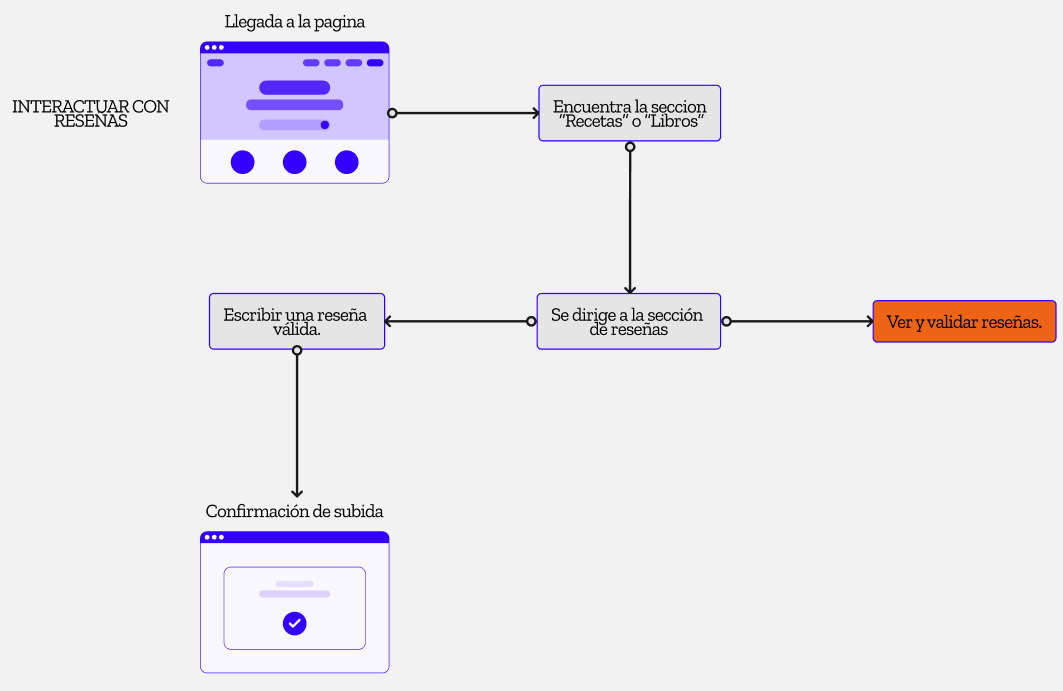 Llegada a la pagina
INTERACTUAR CON
RESEÑAS
Encuentra la seccion
“Recetas” o “Libros”
Escribir una reseña
válida.
Se dirige a la sección
de reseñas
Ver y validar reseñas.
Confirmación de subida